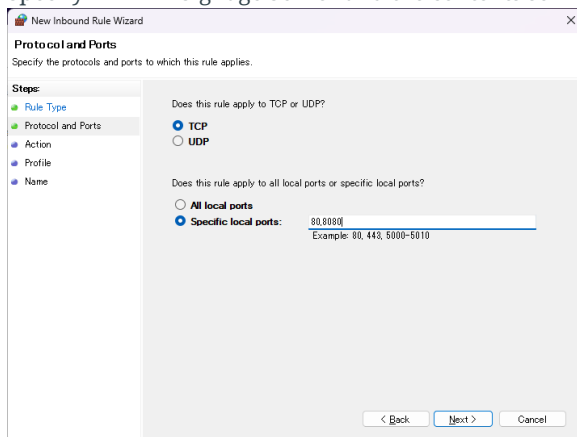 New Inbound Rule Wizard
Protocol and Ports
Specify the protocols and ports to which this rule applies.
Steps:
Rule Type
Protocol and Ports
Action
Profile
Name
Does this rule apply to TCP or UDP?
TCP
UDP
Does this rule apply to all local ports or specific local ports?
All local ports
Specific local ports:
80,8080
Example: 80, 443, 5000-5010
< Back
Next >
Cancel